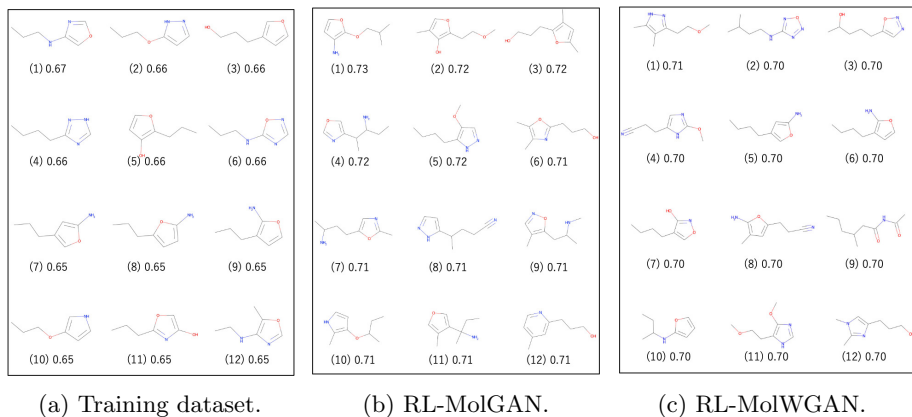 (1) 0.67 (2) 0.66 (3) 0.66
(4) 0.66 (5) 0.66 (6) 0.66
(7) 0.65 (8) 0.65 (9) 0.65
(10) 0.65 (11) 0.65 (12) 0.65
(a) Training dataset.
(1) 0.73 (2) 0.72 (3) 0.72
(4) 0.72 (5) 0.72 (6) 0.71
(7) 0.71 (8) 0.71 (9) 0.71
(10) 0.71 (11) 0.71 (12) 0.71
(b) RL-MolGAN.
(1) 0.71 (2) 0.70 (3) 0.70
(4) 0.70 (5) 0.70 (6) 0.70
(7) 0.70 (8) 0.70 (9) 0.70
(10) 0.70 (11) 0.70 (12) 0.70
(c) RL-MolWGAN.